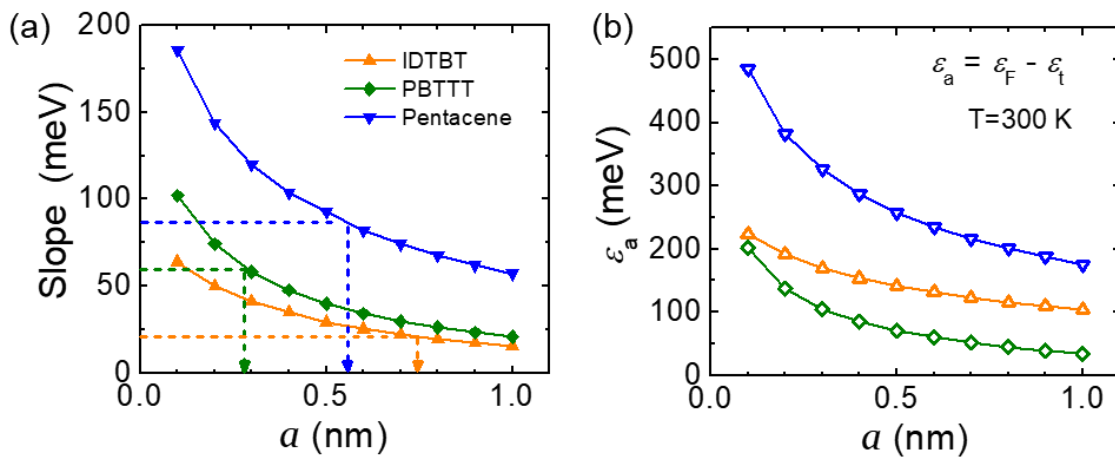 (a)
200
150
100
50
0
Slope (meV)
IDTBT
PBTTT
Pentacene
0.0
0.5
1.0
a (nm)
(b)
500
400
300
200
100
0
εa (meV)
εa = εF - εt
T=300 K
0.0
0.5
1.0
a (nm)